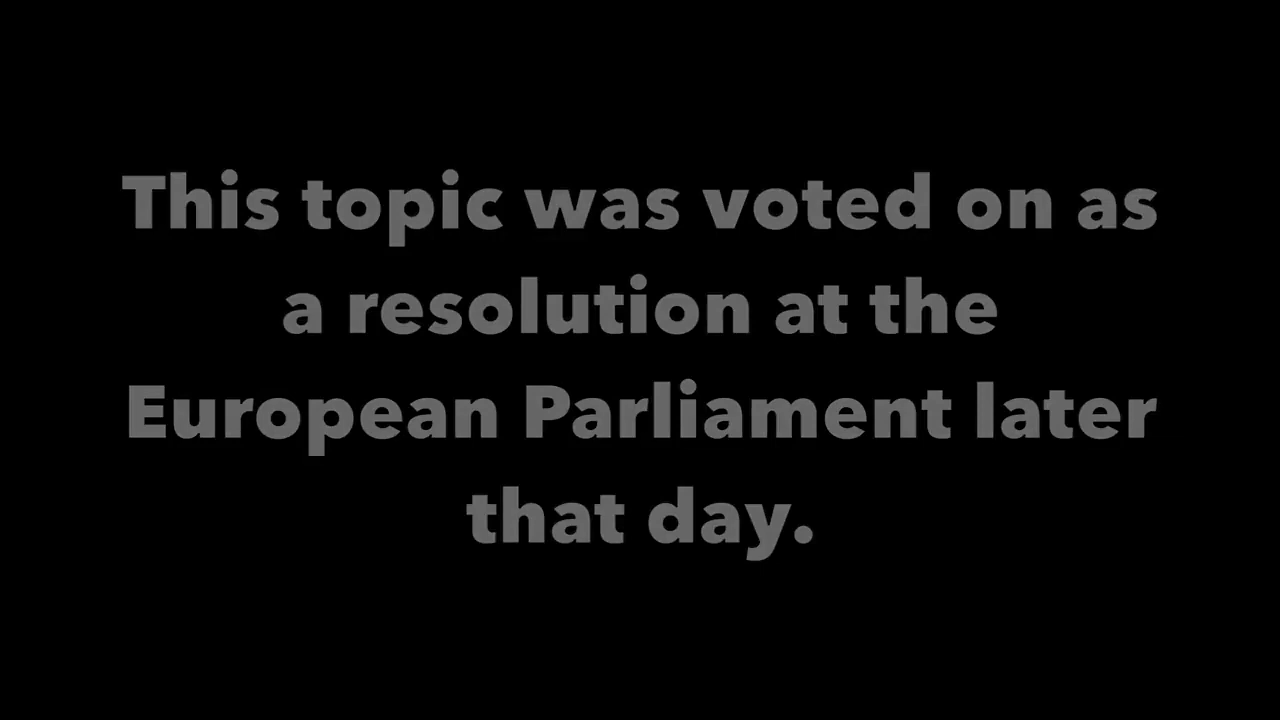 This topic was voted on as
a resolution at the
European Parliament later
that day.